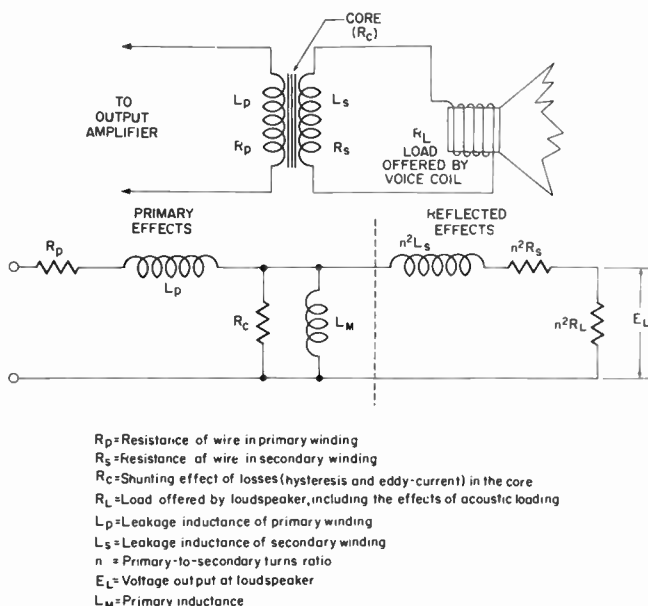 CORE
(RC)
TO
OUTPUT
AMPLIFIER
Lp
Ls
Rp
Rs
RL
LOAD
OFFERED BY
VOICE COIL
PRIMARY
EFFECTS
REFLECTED
EFFECTS
Rp
Lp
n²Ls
n²Rs
RC
LM
n²RL
EL
Rp=Resistance of wire in primary winding
Rs=Resistance of wire in secondary winding
RC=Shunting effect of losses (hysteresis and eddy-current) in the core
RL=Load offered by loudspeaker, including the effects of acoustic loading
Lp=Leakage inductance of primary winding
Ls=Leakage inductance of secondary winding
n = Primary-to-secondary turns ratio
EL=Voltage output at loudspeaker
LM=Primary inductance